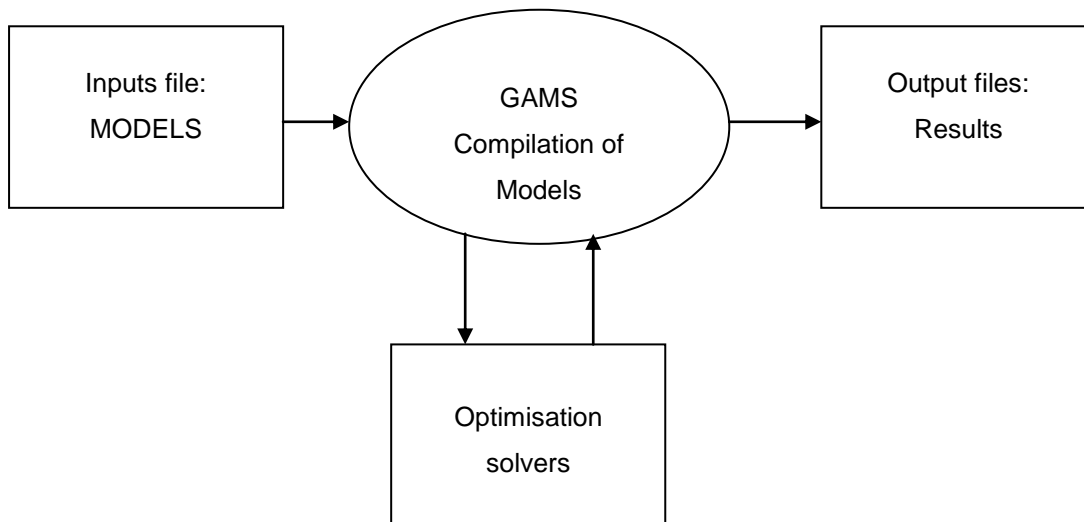 Inputs file:
MODELS
GAMS
Compilation of
Models
Output files:
Results
Optimisation
solvers